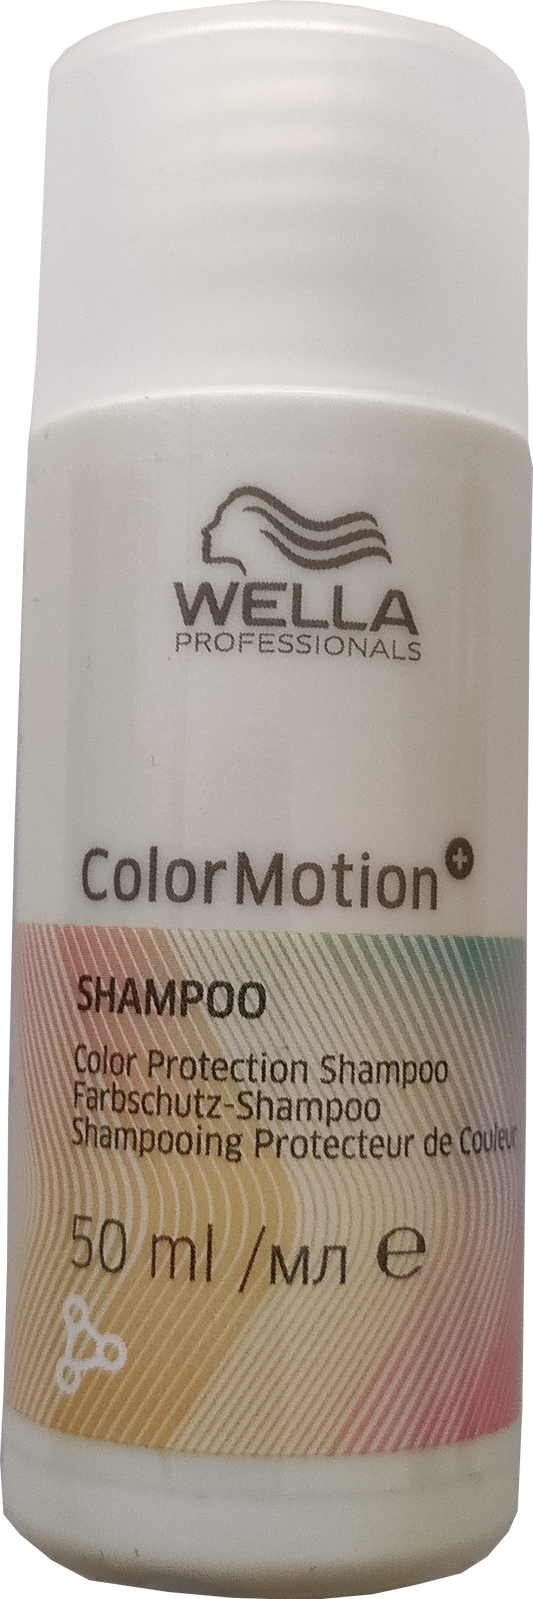 WELLA
PROFESSIONALS
ColorMotion+
SHAMPOO
Color Protection Shampoo
Farbschutz-Shampoo
Shampooing Protecteur de Couleur
50 ml /мл ℮